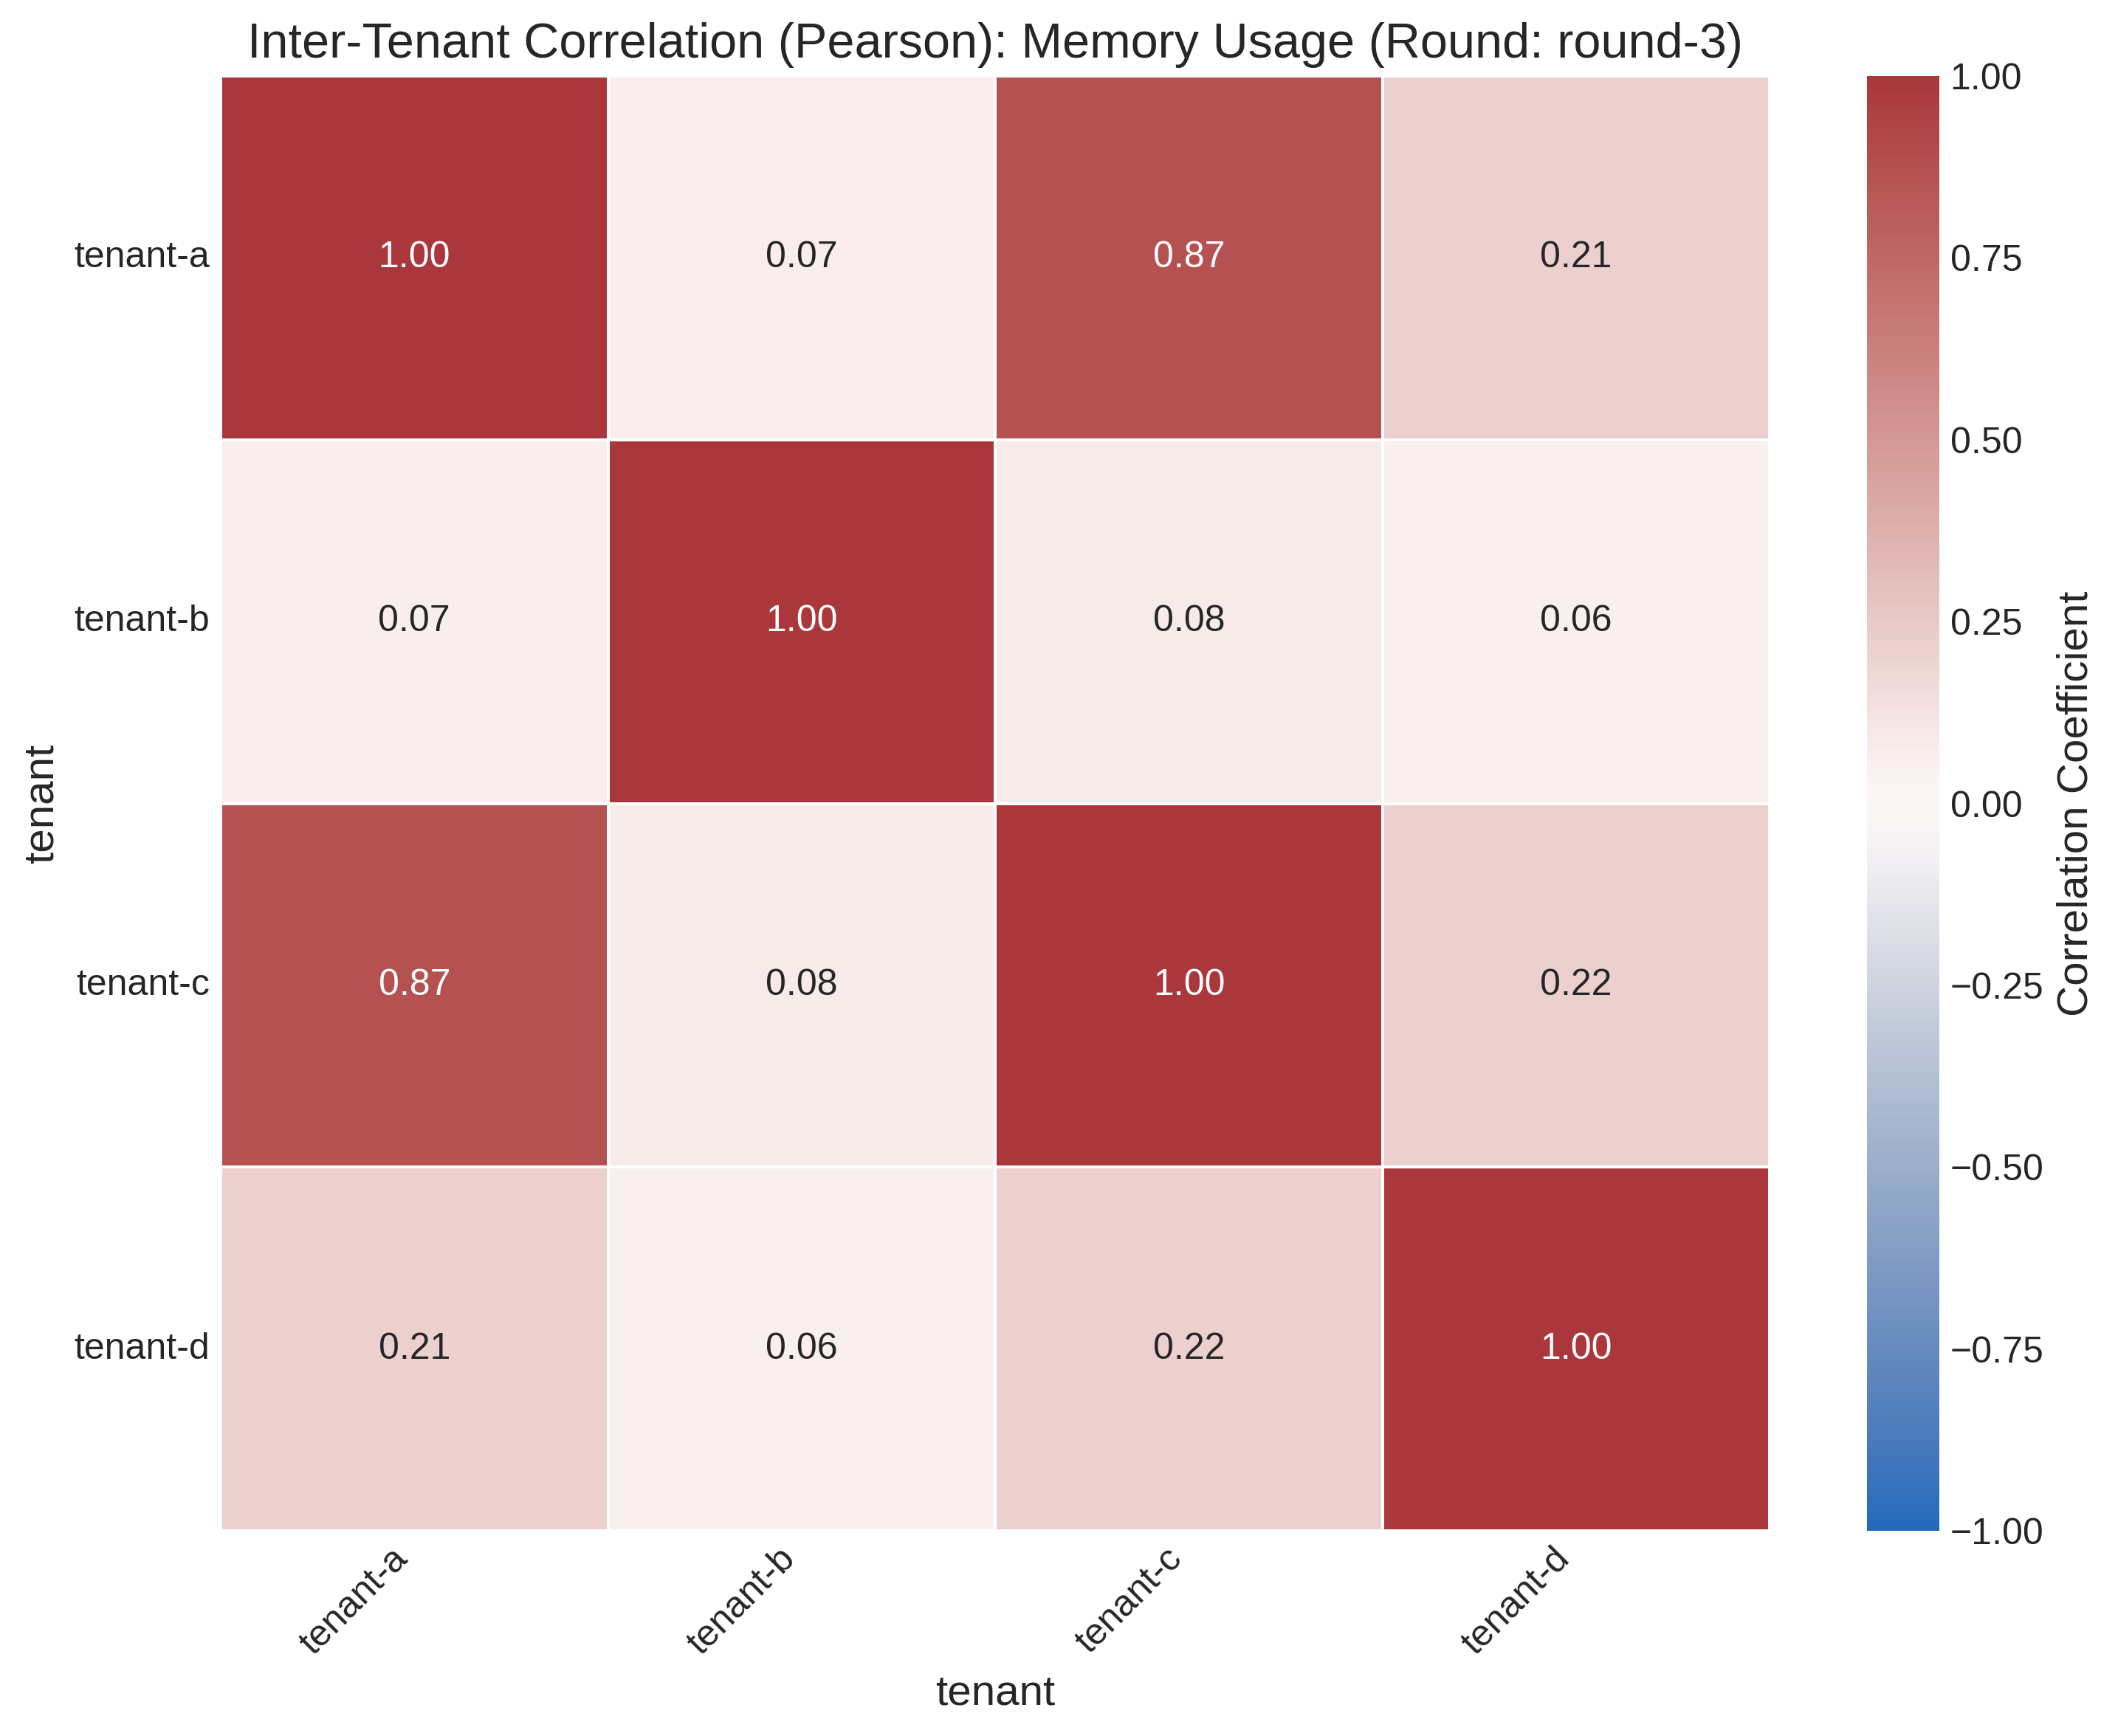 Inter-Tenant Correlation (Pearson): Memory Usage (Round: round-3)
tenant
tenant-a
1.00
0.07
0.87
0.21
tenant-b
0.07
1.00
0.08
0.06
tenant-c
0.87
0.08
1.00
0.22
tenant-d
0.21
0.06
0.22
1.00
tenant-a
tenant-b
tenant-c
tenant-d
tenant
1.00
0.75
0.50
0.25
0.00
−0.25
−0.50
−0.75
−1.00
Correlation Coefficient